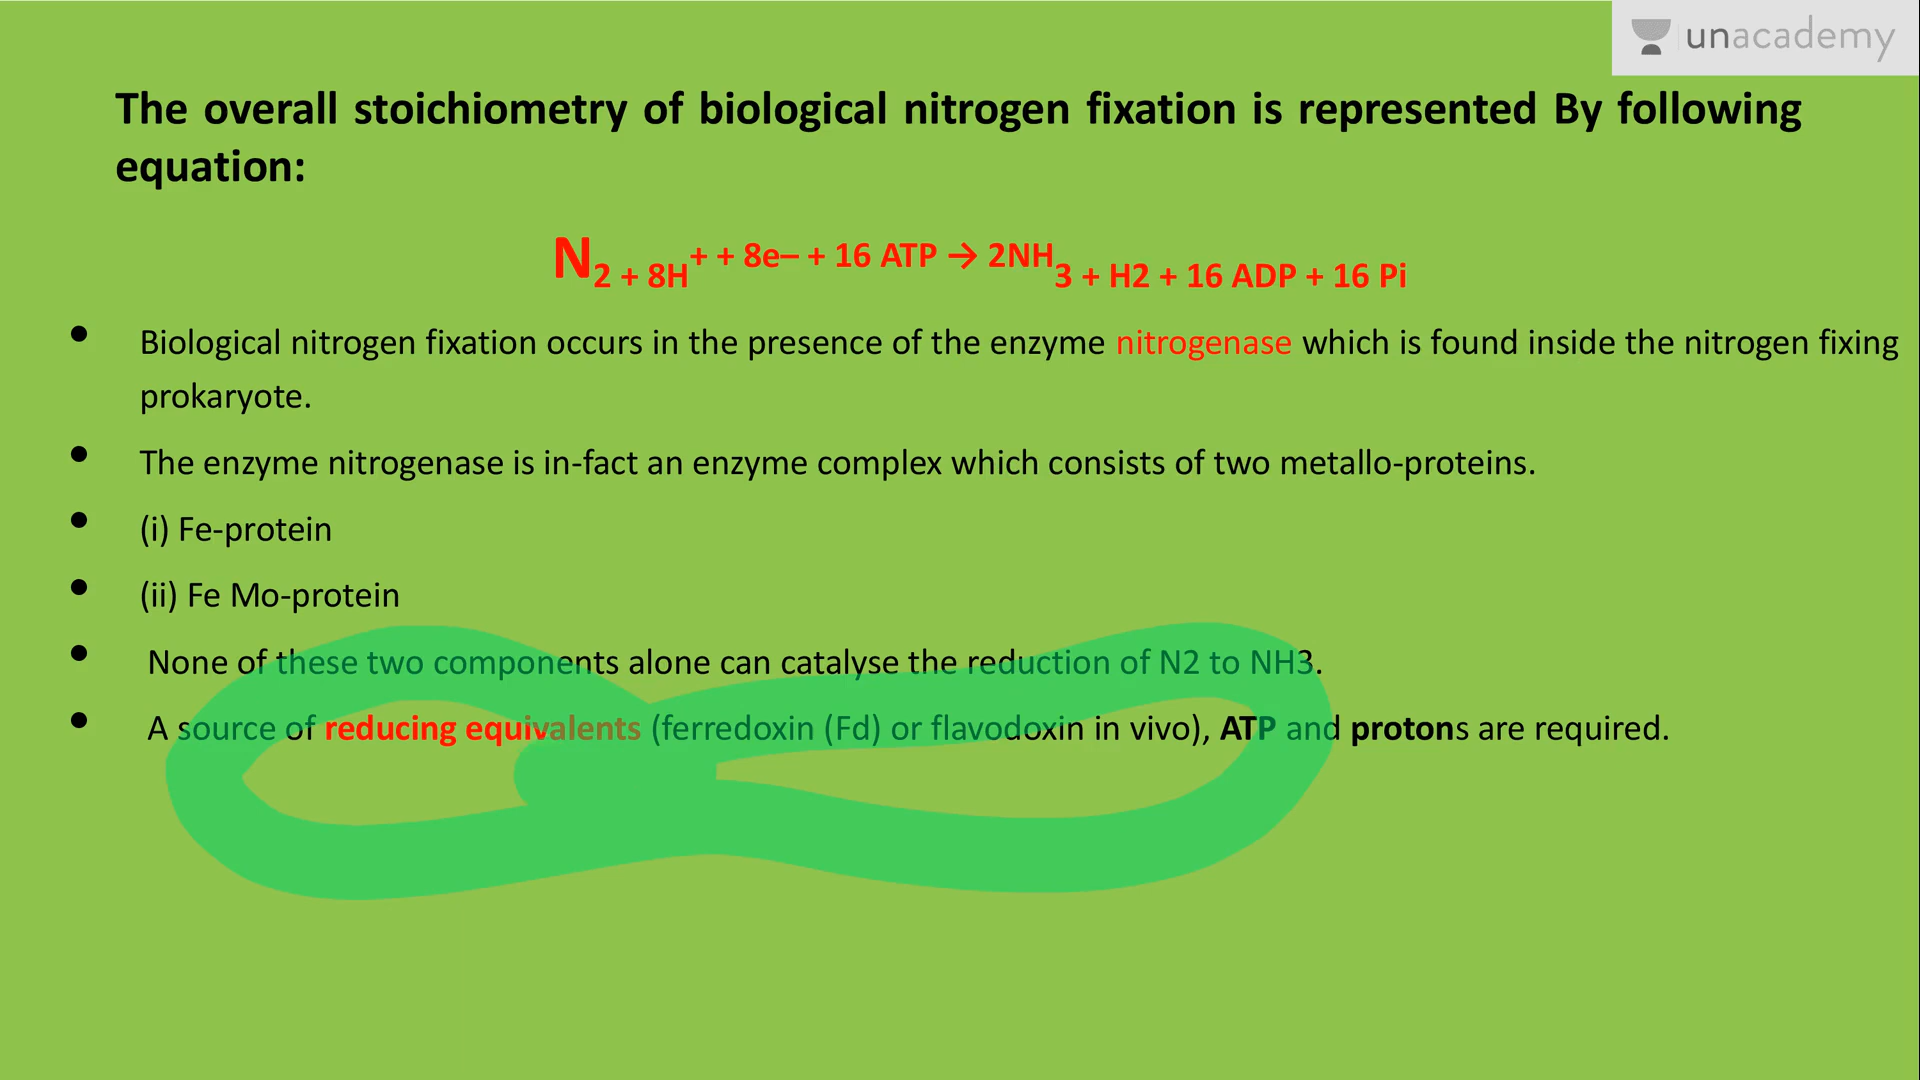 unacademy
The overall stoichiometry of biological nitrogen fixation is represented By following
equation:
N2 + 8H+ + 8e– + 16 ATP → 2NH3 + H2 + 16 ADP + 16 Pi
• Biological nitrogen fixation occurs in the presence of the enzyme nitrogenase which is found inside the nitrogen fixing
prokaryote.
• The enzyme nitrogenase is in-fact an enzyme complex which consists of two metallo-proteins.
• (i) Fe-protein
• (ii) Fe Mo-protein
• None of these two components alone can catalyse the reduction of N2 to NH3.
• A source of reducing equivalents (ferredoxin (Fd) or flavodoxin in vivo), ATP and protons are required.